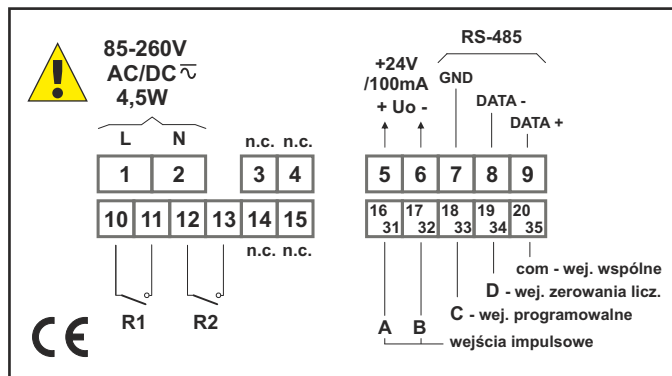 85-260V
AC/DC
4,5W
L N
n.c. n.c.
1 2 3 4
10 11 12 13 14 15
n.c. n.c.
R1 R2
CE
RS-485
+24V
/100mA
+ Uo -
GND
DATA -
DATA +
5 6 7 8 9
16 17 18 19 20
31 32 33 34 35
com - wej. wspólne
D - wej. zerowania licz.
C - wej. programowalne
A B
wejścia impulsowe